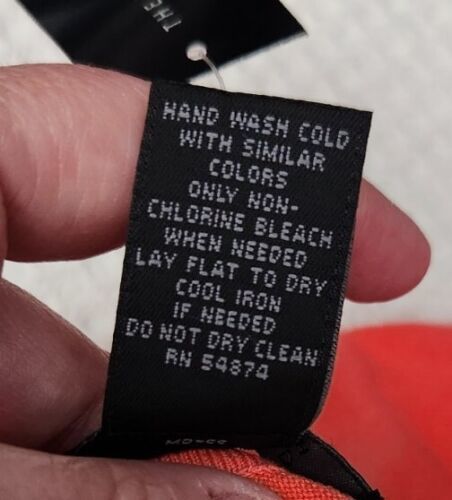 THE
HAND WASH COLD
WITH SIMILAR
COLORS
ONLY NON-
CHLORINE BLEACH
WHEN NEEDED
LAY FLAT TO DRY
COOL IRON
IF NEEDED
DO NOT DRY CLEAN
RN 54874